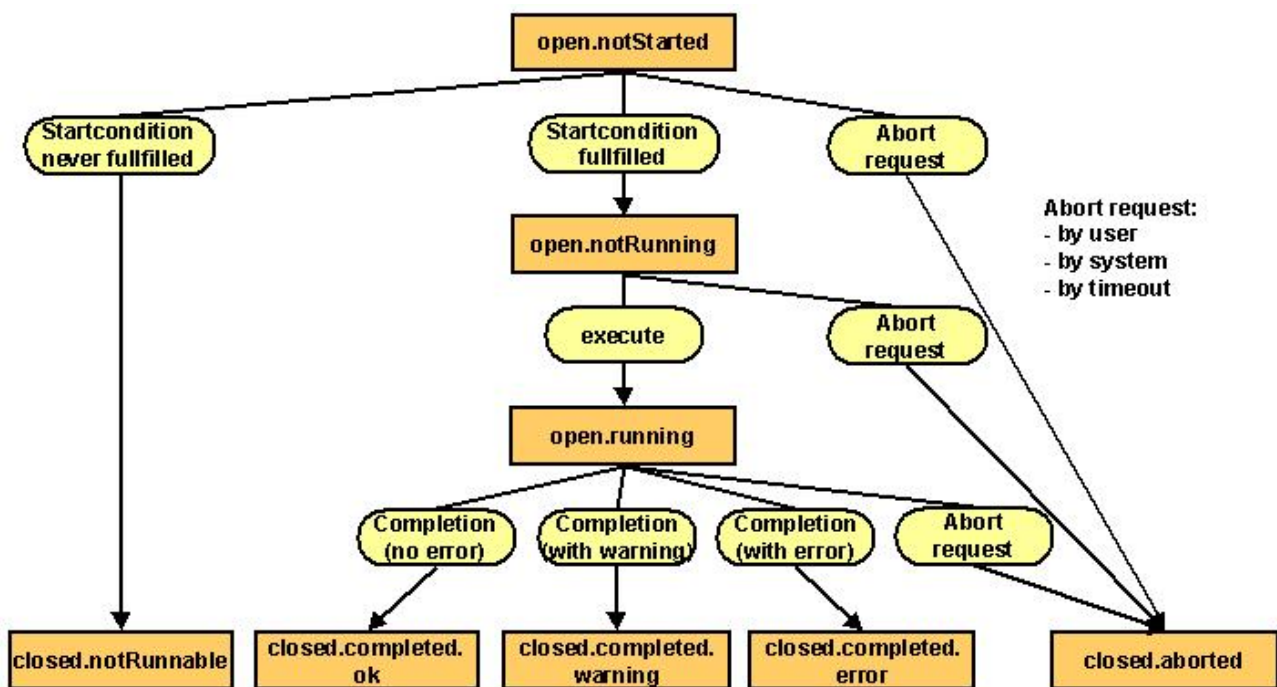 open.notStarted
Startcondition
never fullfilled
Startcondition
fullfilled
Abort
request
Abort request:
- by user
- by system
- by timeout
open.notRunning
execute
Abort
request
open.running
Completion
(no error)
Completion
(with warning)
Completion
(with error)
Abort
request
closed.notRunnable
closed.completed.
ok
closed.completed.
warning
closed.completed.
error
closed.aborted